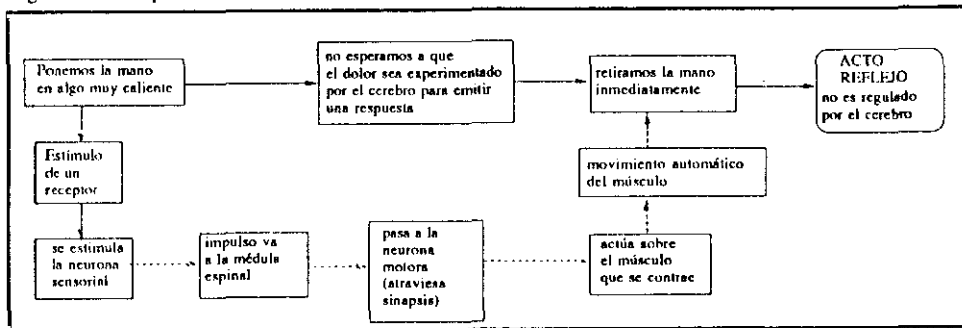 Ponemos la mano
en algo muy caliente
no esperamos a que
el dolor sea experimentado
por el cerebro para emitir
una respuesta
retiramos la mano
inmediatamente
ACTO
REFLEJO
no es regulado
por el cerebro
Estímulo
de un
receptor
movimiento automático
del músculo
se estimula
la neurona
sensorial
impulso va
a la médula
espinal
pasa a la
neurona
motora
(atraviesa
sinapsis)
actúa sobre
el músculo
que se contrae